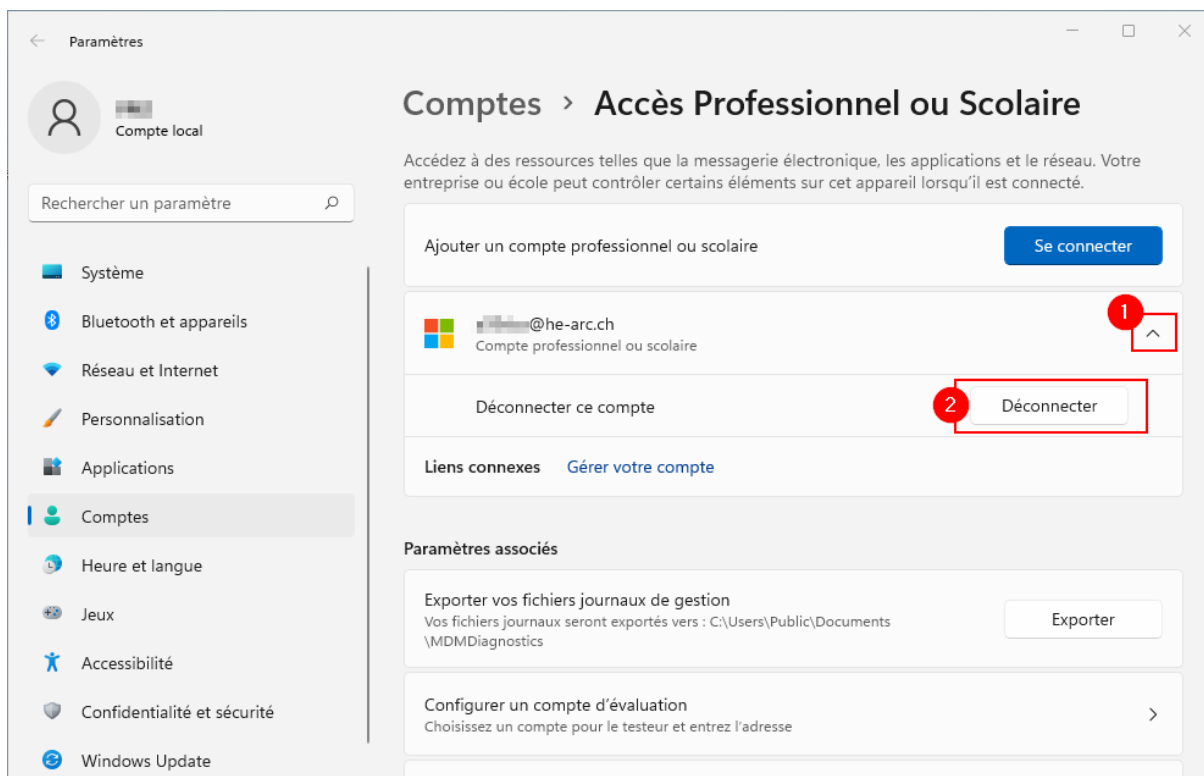 Paramètres
Compte local
Rechercher un paramètre
Système
Bluetooth et appareils
Réseau et Internet
Personnalisation
Applications
Comptes
Heure et langue
Jeux
Accessibilité
Confidentialité et sécurité
Windows Update
Comptes > Accès Professionnel ou Scolaire
Accédez à des ressources telles que la messagerie électronique, les applications et le réseau. Votre
entreprise ou école peut contrôler certains éléments sur cet appareil lorsqu'il est connecté.
Ajouter un compte professionnel ou scolaire
Se connecter
@he-arc.ch
Compte professionnel ou scolaire
1
Déconnecter ce compte
2
Déconnecter
Liens connexes Gérer votre compte
Paramètres associés
Exporter vos fichiers journaux de gestion
Vos fichiers journaux seront exportés vers : C:\Users\Public\Documents
\MDMDiagnostics
Exporter
Configurer un compte d'évaluation
Choisissez un compte pour le testeur et entrez l'adresse